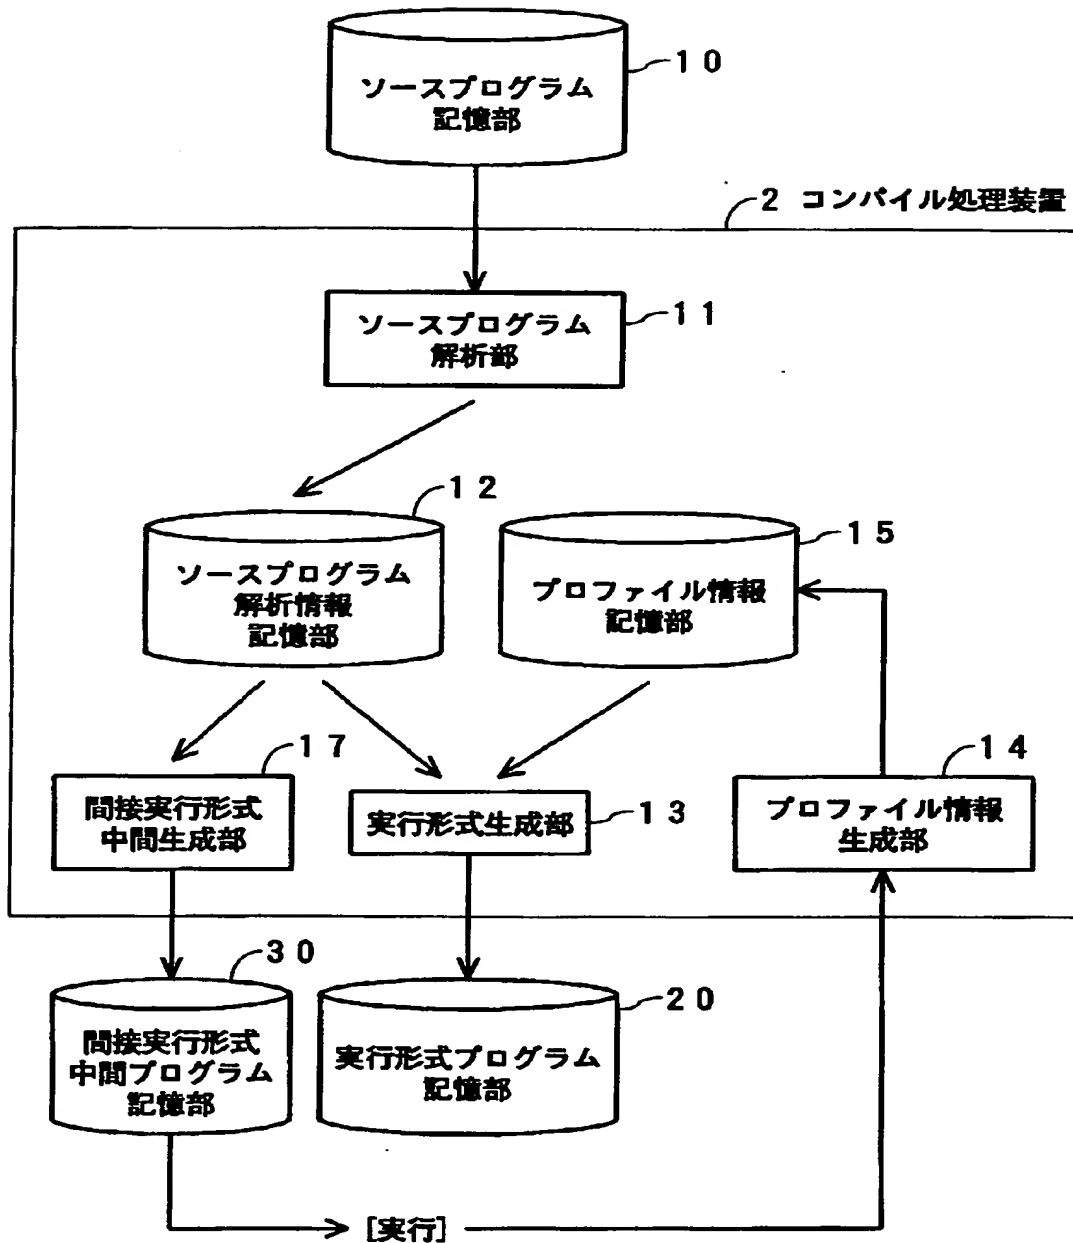 ソースプログラム
記憶部
10
2 コンパイル処理装置
ソースプログラム
解析部
11
12
ソースプログラム
解析情報
記憶部
15
プロファイル情報
記憶部
17
間接実行形式
中間生成部
実行形式生成部
13
14
プロファイル情報
生成部
30
間接実行形式
中間プログラム
記憶部
20
実行形式プログラム
記憶部
[実行]